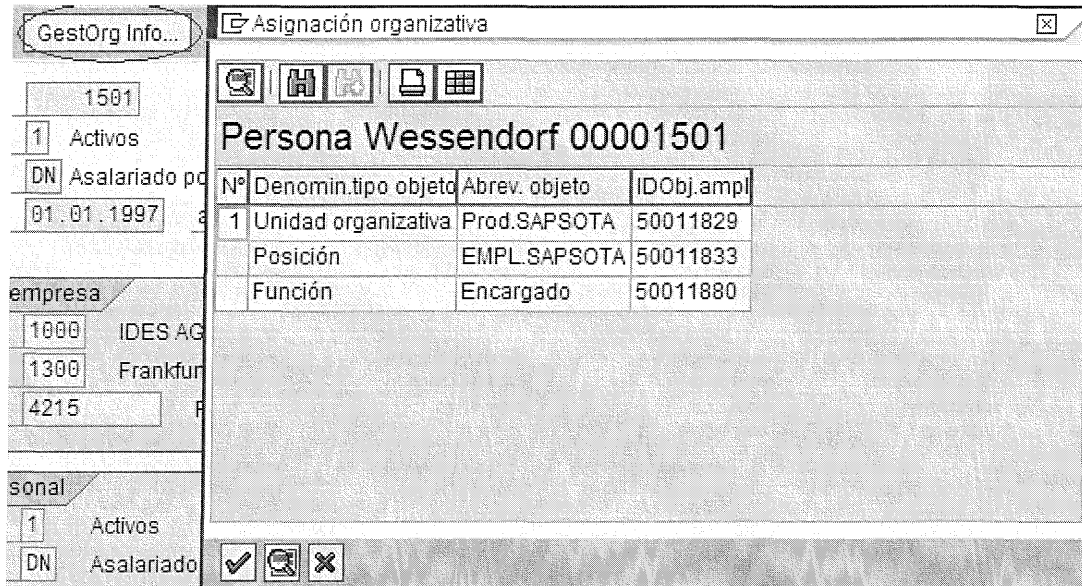 GestOrg Info...
1501
1 Activos
DN Asalariado po
01.01.1997 a
empresa
1000 IDES AG
1300 Frankfur
4215 F
sonal
1 Activos
DN Asalariado
Asignación organizativa
Persona Wessendorf 00001501
Nº Denomin.tipo objeto Abrev. objeto IDObj.ampl
1 Unidad organizativa Prod.SAPSOTA 50011829
Posición EMPL.SAPSOTA 50011833
Función Encargado 50011880